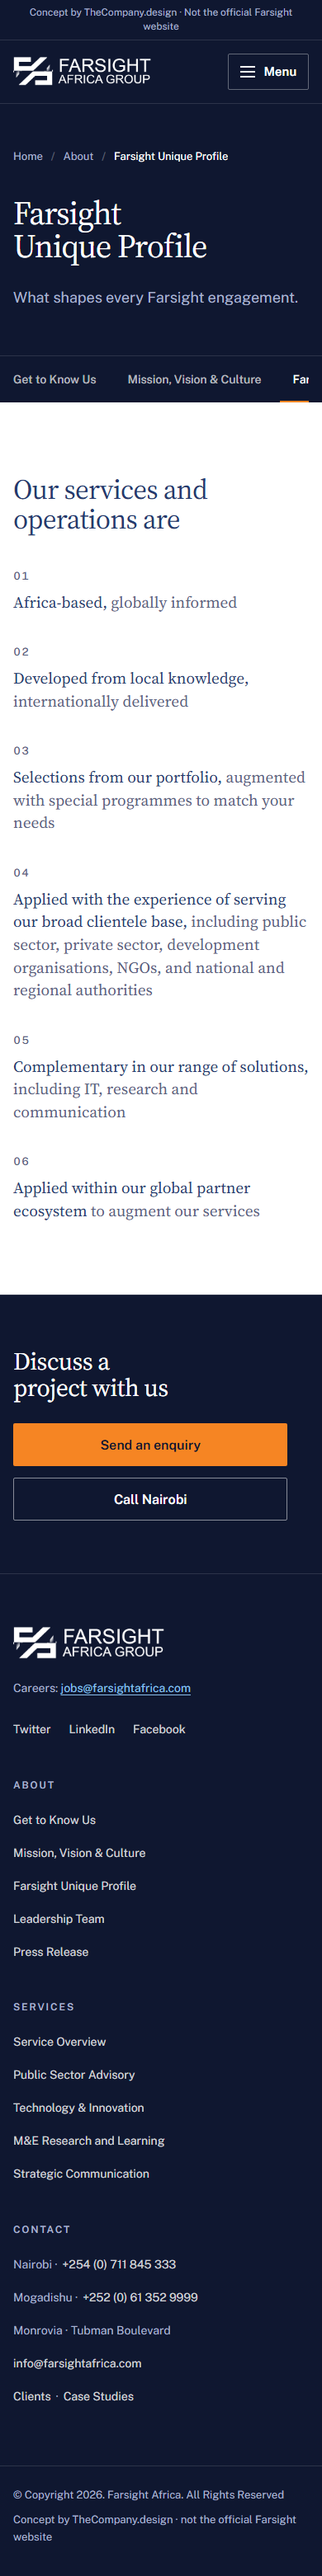 Concept by TheCompany.design · Not the official Farsight
website
FARSIGHT
AFRICA GROUP
Menu
Home / About / Farsight Unique Profile
Farsight
Unique Profile
What shapes every Farsight engagement.
Get to Know Us
Mission, Vision & Culture
Far
Our services and
operations are
01
Africa-based, globally informed
02
Developed from local knowledge,
internationally delivered
03
Selections from our portfolio, augmented
with special programmes to match your
needs
04
Applied with the experience of serving
our broad clientele base, including public
sector, private sector, development
organisations, NGOs, and national and
regional authorities
05
Complementary in our range of solutions,
including IT, research and
communication
06
Applied within our global partner
ecosystem to augment our services
Discuss a
project with us
Send an enquiry
Call Nairobi
FARSIGHT
AFRICA GROUP
Careers: jobs@farsightafrica.com
Twitter LinkedIn Facebook
ABOUT
Get to Know Us
Mission, Vision & Culture
Farsight Unique Profile
Leadership Team
Press Release
SERVICES
Service Overview
Public Sector Advisory
Technology & Innovation
M&E Research and Learning
Strategic Communication
CONTACT
Nairobi · +254 (0) 711 845 333
Mogadishu · +252 (0) 61 352 9999
Monrovia · Tubman Boulevard
info@farsightafrica.com
Clients · Case Studies
© Copyright 2026. Farsight Africa. All Rights Reserved
Concept by TheCompany.design · not the official Farsight
website